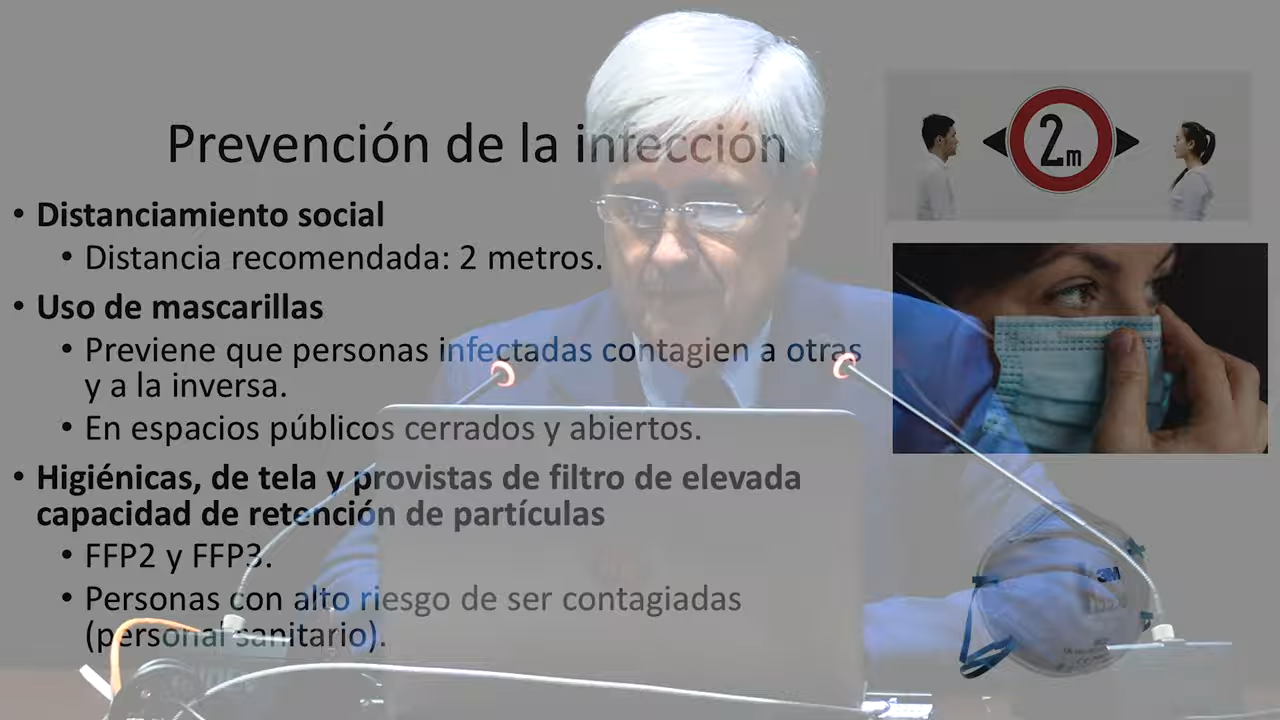 Prevención de la infección
• Distanciamiento social
• Distancia recomendada: 2 metros.
• Uso de mascarillas
• Previene que personas infectadas contagien a otras
y a la inversa.
• En espacios públicos cerrados y abiertos.
• Higiénicas, de tela y provistas de filtro de elevada
capacidad de retención de partículas
• FFP2 y FFP3.
• Personas con alto riesgo de ser contagiadas
(personal sanitario).
2m
3M